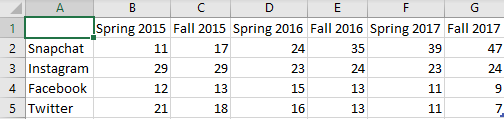 A B C D E F G
1 Spring 2015 Fall 2015 Spring 2016 Fall 2016 Spring 2017 Fall 2017
2 Snapchat 11 17 24 35 39 47
3 Instagram 29 29 23 24 23 24
4 Facebook 12 13 15 13 11 9
5 Twitter 21 18 16 13 11 7